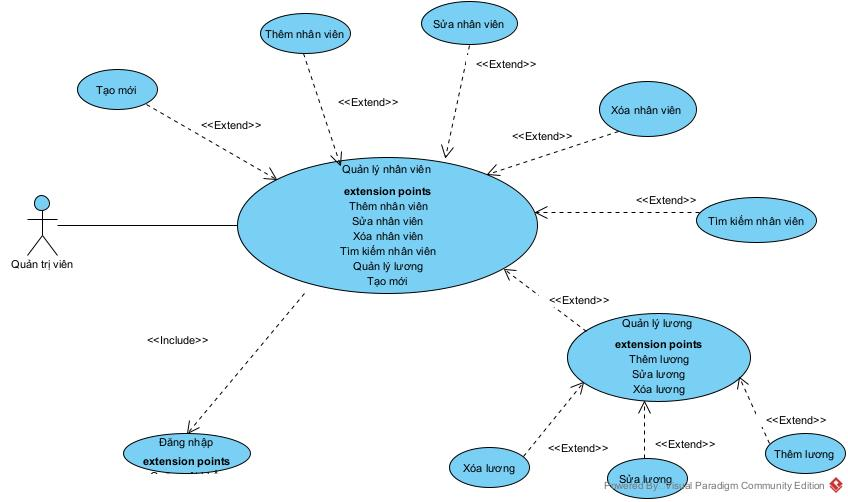 Sửa nhân viên
Thêm nhân viên
<<Extend>>
Tạo mới
<<Extend>>
Xóa nhân viên
<<Extend>>
<<Extend>>
Quản lý nhân viên
extension points
Thêm nhân viên
Sửa nhân viên
Xóa nhân viên
Tìm kiếm nhân viên
Quản lý lương
Tạo mới
<<Extend>>
Tìm kiếm nhân viên
Quản trị viên
<<Extend>>
<<Include>>
Quản lý lương
extension points
Thêm lương
Sửa lương
Xóa lương
<<Extend>>
Đăng nhập
extension points
<<Extend>>
<<Extend>>
Xóa lương
Thêm lương
Sửa lương
Powered By Visual Paradigm Community Edition